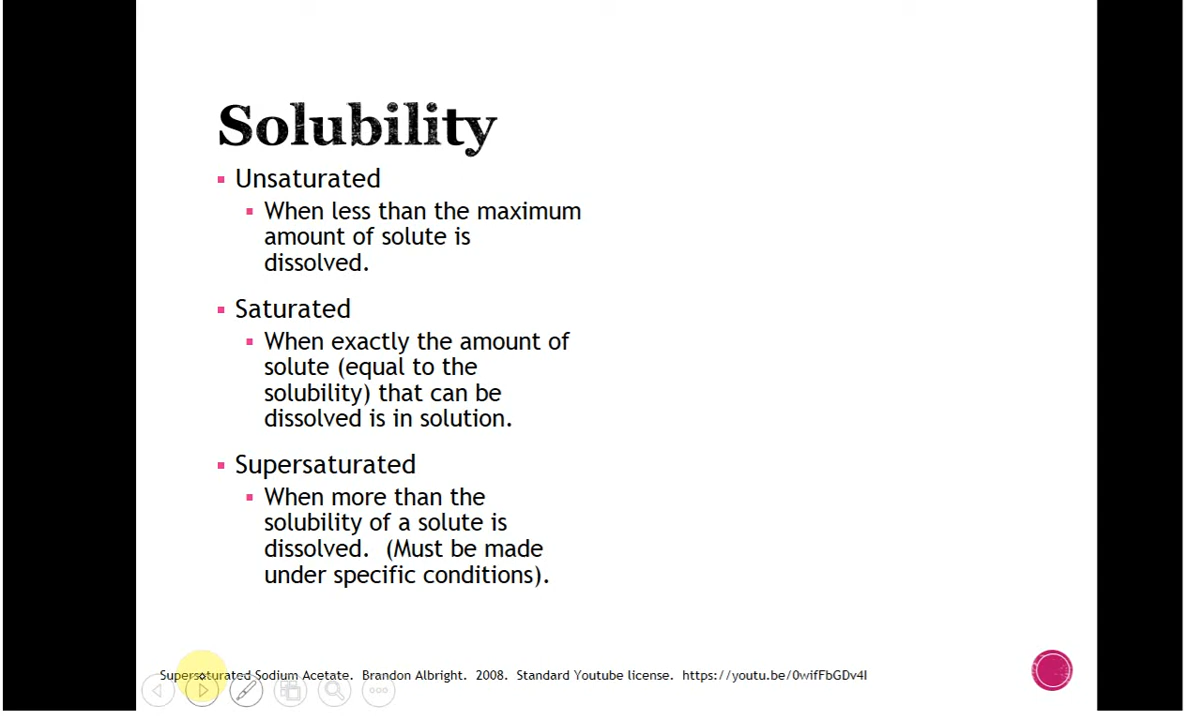 Solubility
Unsaturated
When less than the maximum
amount of solute is
dissolved.
Saturated
When exactly the amount of
solute (equal to the
solubility) that can be
dissolved is in solution.
Supersaturated
When more than the
solubility of a solute is
dissolved.  (Must be made
under specific conditions).
Supersaturated Sodium Acetate.  Brandon Albright.  2008.  Standard Youtube license.  https://youtu.be/0wifFbGDv4I